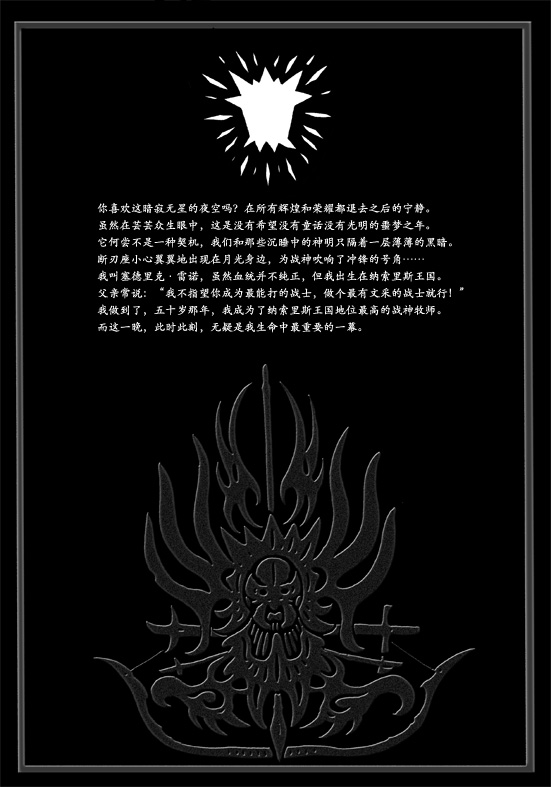 你喜欢这暗寂无星的夜空吗？在所有辉煌和荣耀都退去之后的宁静。
虽然在芸芸众生眼中，这是没有希望没有童话没有光明的噩梦之年。
它何尝不是一种契机，我们和那些沉睡中的神明只隔着一层薄薄的黑暗。
断刃座小心翼翼地出现在月光身边，为战神吹响了冲锋的号角……
我叫塞德里克·雷诺，虽然血统并不纯正，但我出生在纳索里斯王国。
父亲常说：“我不指望你成为最能打的战士，做个最有文采的战士就行！”
我做到了，五十岁那年，我成为了纳索里斯王国地位最高的战神牧师。
而这一晚，此时此刻，无疑是我生命中最重要的一幕。